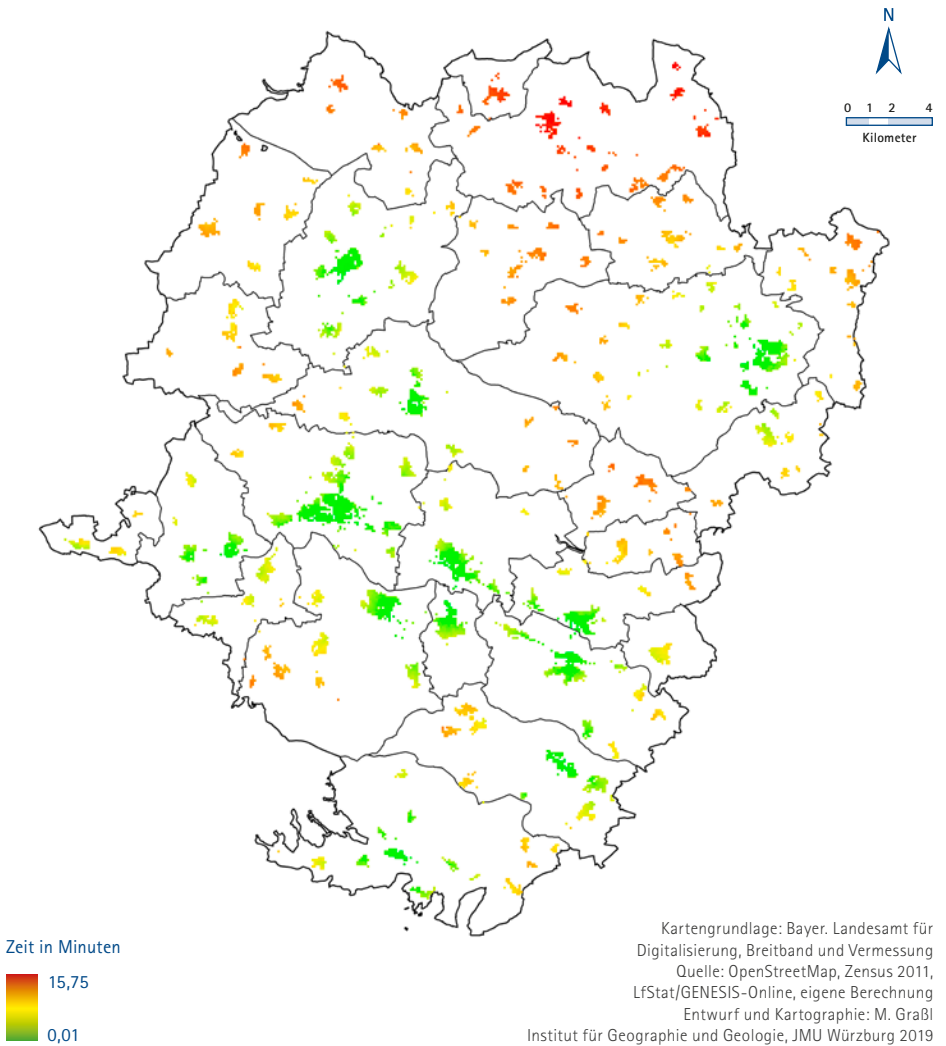 N
0 1 2 4
Kilometer
Zeit in Minuten
15,75
0,01
Kartengrundlage: Bayer. Landesamt für
Digitalisierung, Breitband und Vermessung
Quelle: OpenStreetMap, Zensus 2011,
LfStat/GENESIS-Online, eigene Berechnung
Entwurf und Kartographie: M. Graßl
Institut für Geographie und Geologie, JMU Würzburg 2019